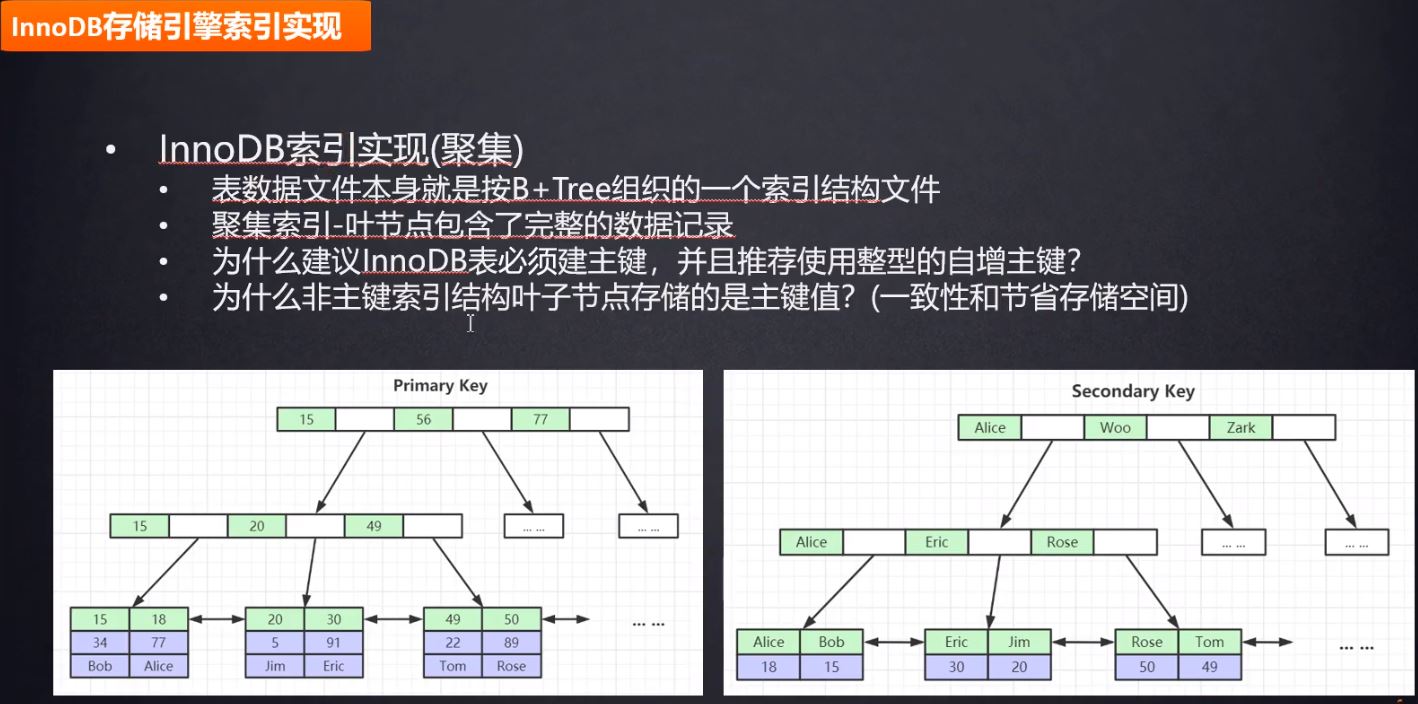 InnoDB存储引擎索引实现
• InnoDB索引实现(聚集)
• 表数据文件本身就是按B+Tree组织的一个索引结构文件
• 聚集索引-叶节点包含了完整的数据记录
• 为什么建议InnoDB表必须建主键，并且推荐使用整型的自增主键？
• 为什么非主键索引结构叶子节点存储的是主键值？(一致性和节省存储空间)
Primary Key
15 56 77
15 20 49 ... ... ... ...
15 18 20 30 49 50
34 77 5 91 22 89 ... ...
Bob Alice Jim Eric Tom Rose
Secondary Key
Alice Woo Zark
Alice Eric Rose ... ... ... ...
Alice Bob Eric Jim Rose Tom ... ...
18 15 30 20 50 49